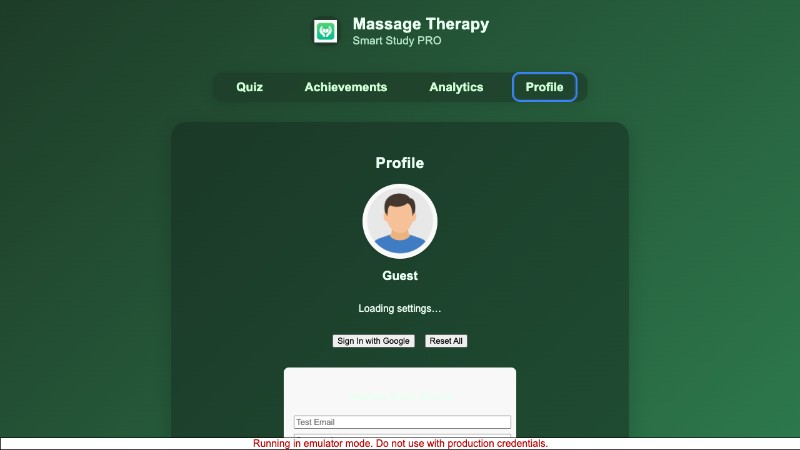 Massage Therapy
Smart Study PRO
Quiz Achievements Analytics Profile
Profile
Guest
Loading settings...
Sign In with Google Reset All
Test Email
Running in emulator mode. Do not use with production credentials.